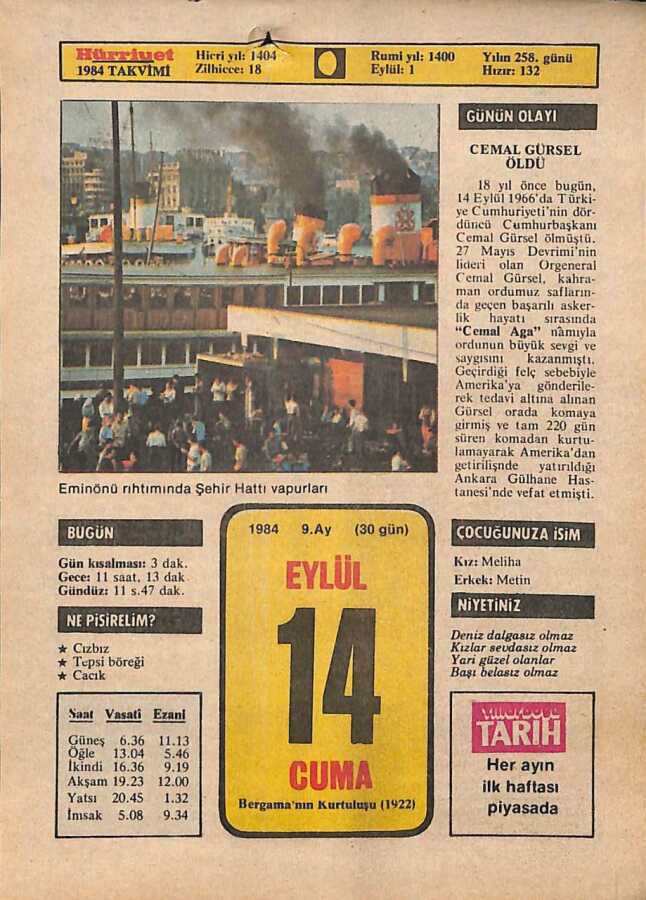 Hürriyet
1984 TAKVİMİ
Hicri yıl: 1404
Zilhicce: 18
Rumi yıl: 1400
Eylül: 1
Yılın 258. günü
Hızır: 132
Eminönü rıhtımında Şehir Hattı vapurları
GÜNÜN OLAYI
CEMAL GÜRSEL
ÖLDÜ
18 yıl önce bugün,
14 Eylül 1966'da Türki-
ye Cumhuriyeti'nin dör-
düncü Cumhurbaşkanı
Cemal Gürsel ölmüştü.
27 Mayıs Devrimi'nin
lideri olan Orgeneral
Cemal Gürsel, kahra-
man ordumuz safların-
da geçen başarılı asker-
lik hayatı sırasında
“Cemal Aga” nâmıyla
ordunun büyük sevgi ve
saygısını kazanmıştı.
Geçirdiği felç sebebiyle
Amerika'ya gönderile-
rek tedavi altına alınan
Gürsel orada komaya
girmiş ve tam 220 gün
süren komadan kurtu-
lamayarak Amerika'dan
getirilişnde yatırıldığı
Ankara Gülhane Has-
tanesi'nde vefat etmişti.
BUGÜN
Gün kısalması: 3 dak.
Gece: 11 saat, 13 dak
Gündüz: 11 s.47 dak.
NE PİŞİRELİM?
★ Cızbız
★ Tepsi böreği
★ Cacık
Saat Vasati Ezani
Güneş 6.36 11.13
Öğle 13.04 5.46
İkindi 16.36 9.19
Akşam 19.23 12.00
Yatsı 20.45 1.32
İmsak 5.08 9.34
1984 9.Ay (30 gün)
EYLÜL
14
CUMA
Bergama'nın Kurtuluşu (1922)
ÇOCUĞUNUZA İSİM
Kız: Meliha
Erkek: Metin
NİYETİNİZ
Deniz dalgasız olmaz
Kızlar sevdasız olmaz
Yari güzel olanlar
Başı belasız olmaz
Yıllarboyu
TARİH
Her ayın
ilk haftası
piyasada